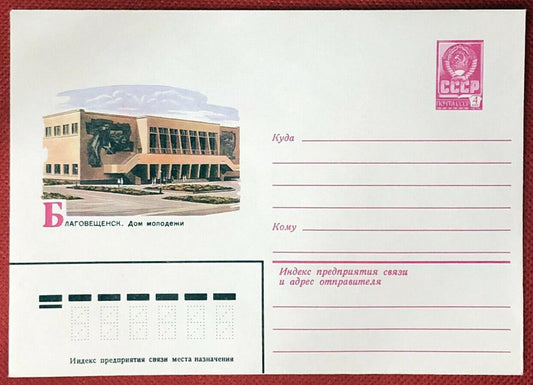 СССР
ПОЧТА СССР
4
Куда
Благовещенск. Дом молодежи
Кому
Индекс предприятия связи
и адрес отправителя
Индекс предприятия связи места назначения